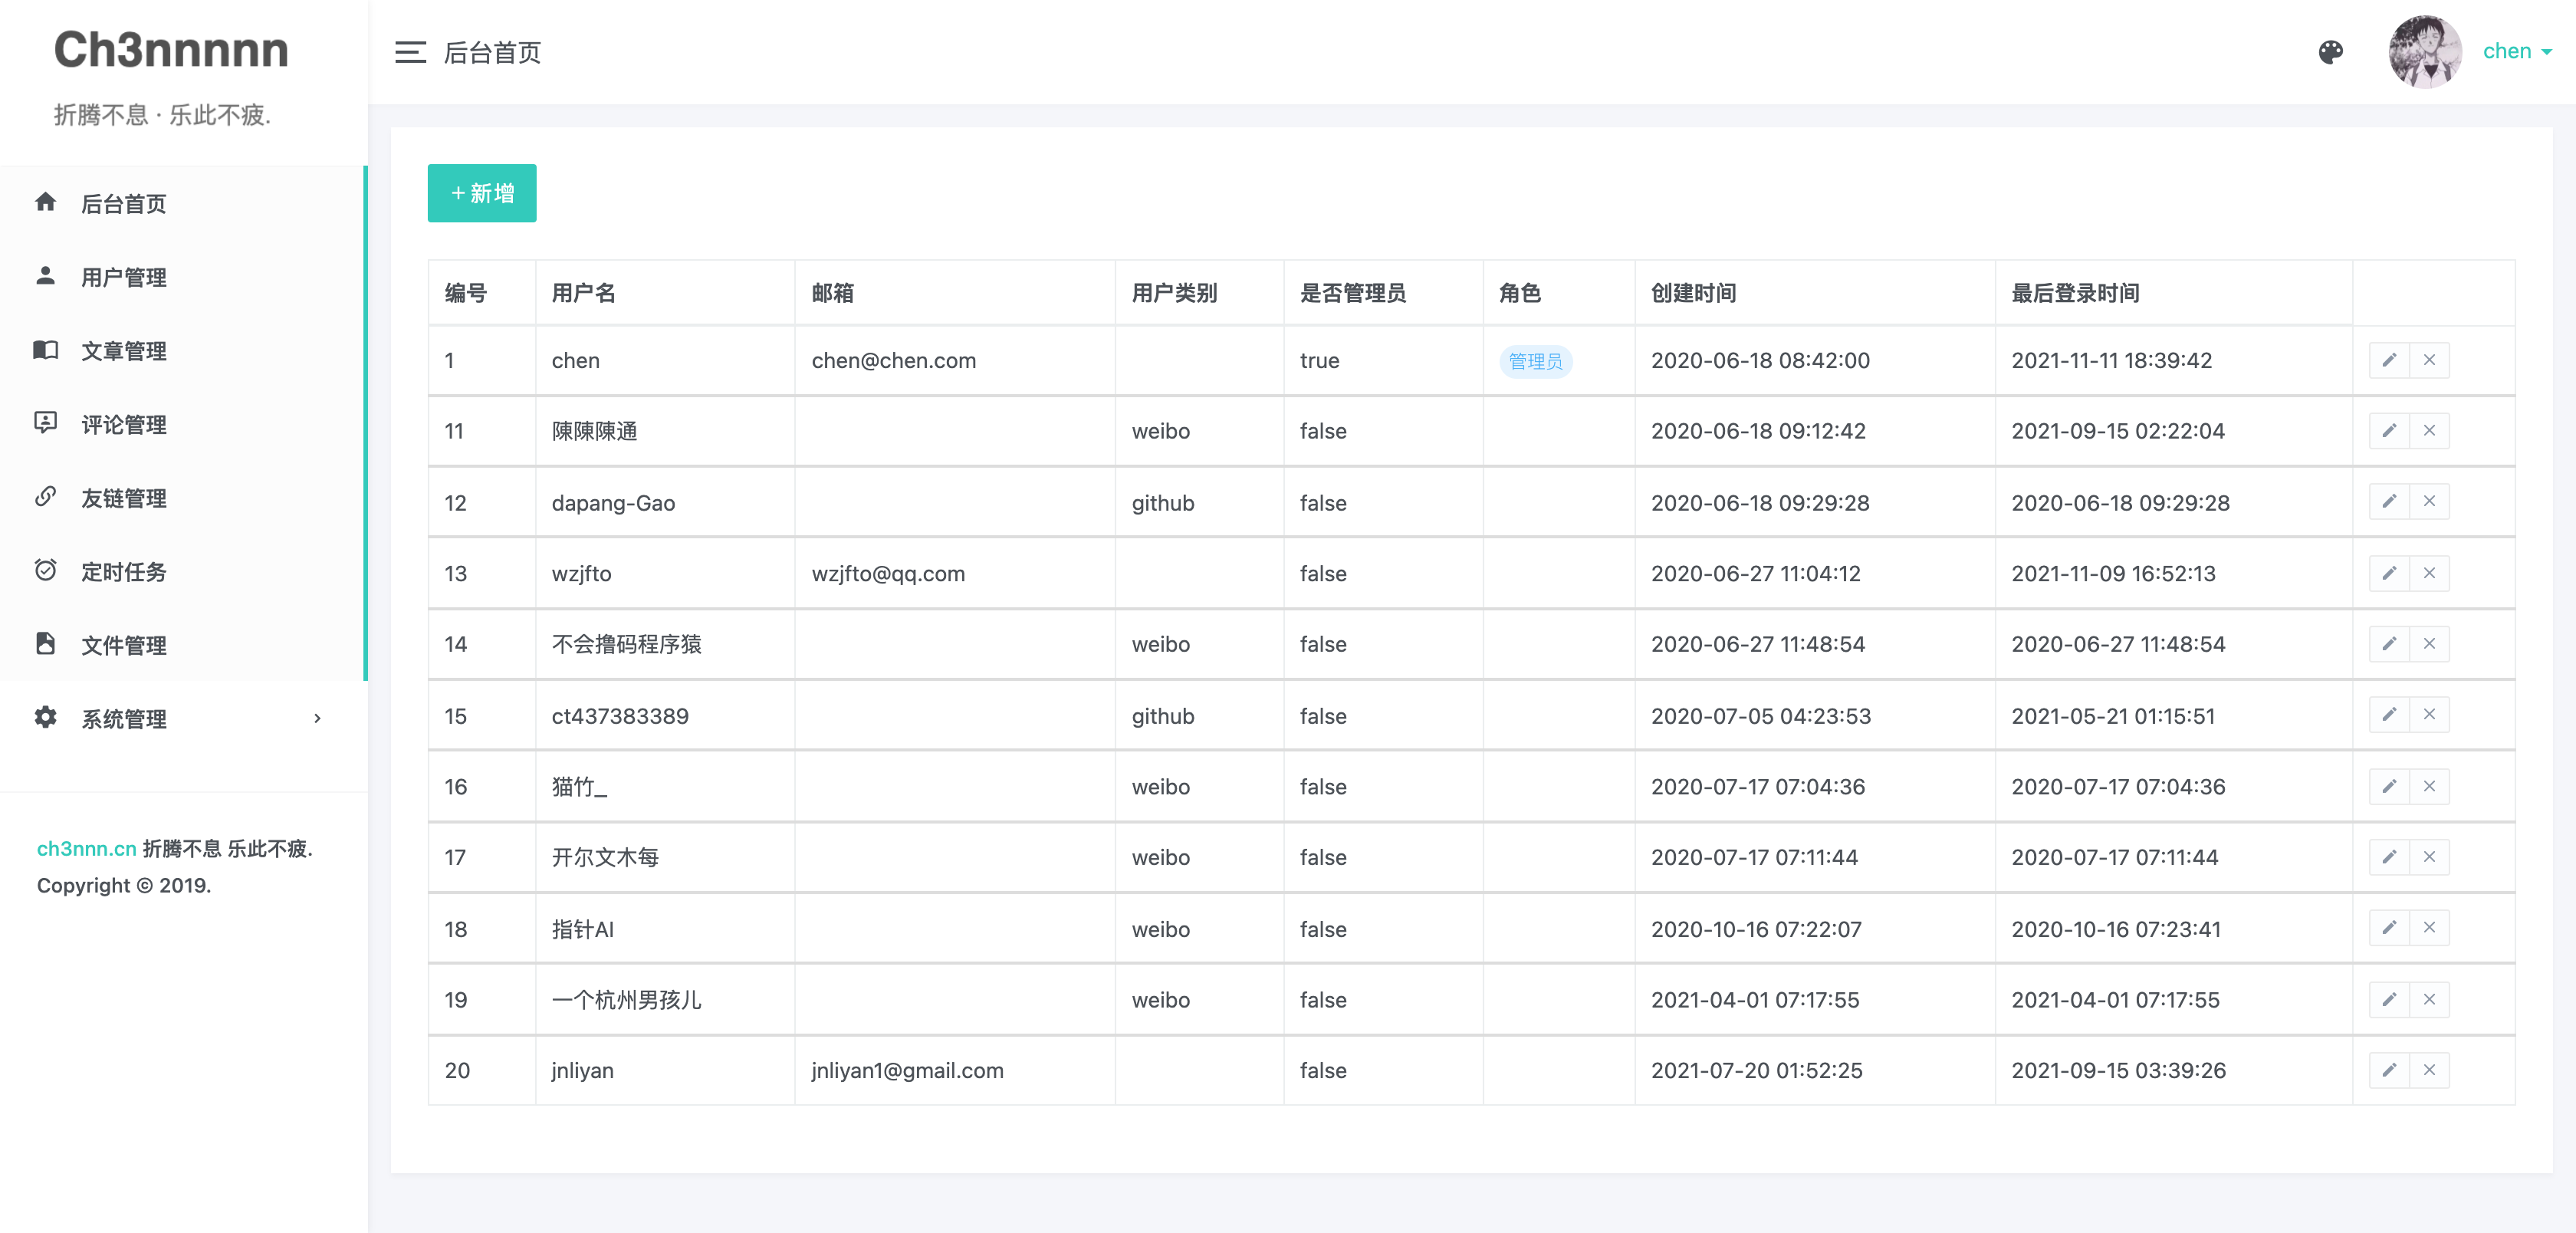 Ch3nnnnn
折腾不息 · 乐此不疲.
后台首页
用户管理
文章管理
评论管理
友链管理
定时任务
文件管理
系统管理
ch3nnn.cn 折腾不息 乐此不疲.
Copyright © 2019.
后台首页
chen
+ 新增
编号 用户名 邮箱 用户类别 是否管理员 角色 创建时间 最后登录时间
1 chen chen@chen.com true 管理员 2020-06-18 08:42:00 2021-11-11 18:39:42
11 陳陳陳通 weibo false 2020-06-18 09:12:42 2021-09-15 02:22:04
12 dapang-Gao github false 2020-06-18 09:29:28 2020-06-18 09:29:28
13 wzjfto wzjfto@qq.com false 2020-06-27 11:04:12 2021-11-09 16:52:13
14 不会撸码程序猿 weibo false 2020-06-27 11:48:54 2020-06-27 11:48:54
15 ct437383389 github false 2020-07-05 04:23:53 2021-05-21 01:15:51
16 猫竹_ weibo false 2020-07-17 07:04:36 2020-07-17 07:04:36
17 开尔文木每 weibo false 2020-07-17 07:11:44 2020-07-17 07:11:44
18 指针AI weibo false 2020-10-16 07:22:07 2020-10-16 07:23:41
19 一个杭州男孩儿 weibo false 2021-04-01 07:17:55 2021-04-01 07:17:55
20 jnliyan jnliyan1@gmail.com false 2021-07-20 01:52:25 2021-09-15 03:39:26